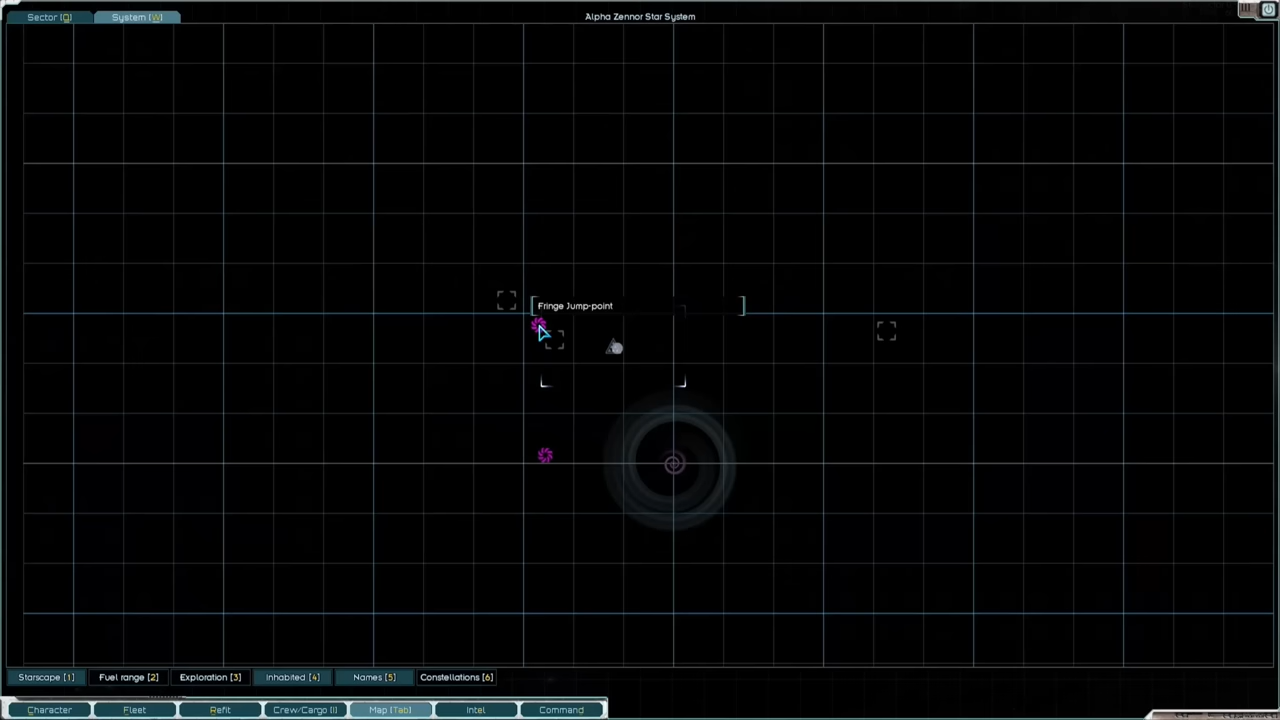 Sector [Q]
System [W]
Alpha Zennor Star System
Fringe Jump-point
Starscape [1]
Fuel range [2]
Exploration [3]
Inhabited [4]
Names [5]
Constellations [6]
Character
Fleet
Refit
Crew/Cargo [I]
Map [Tab]
Intel
Command